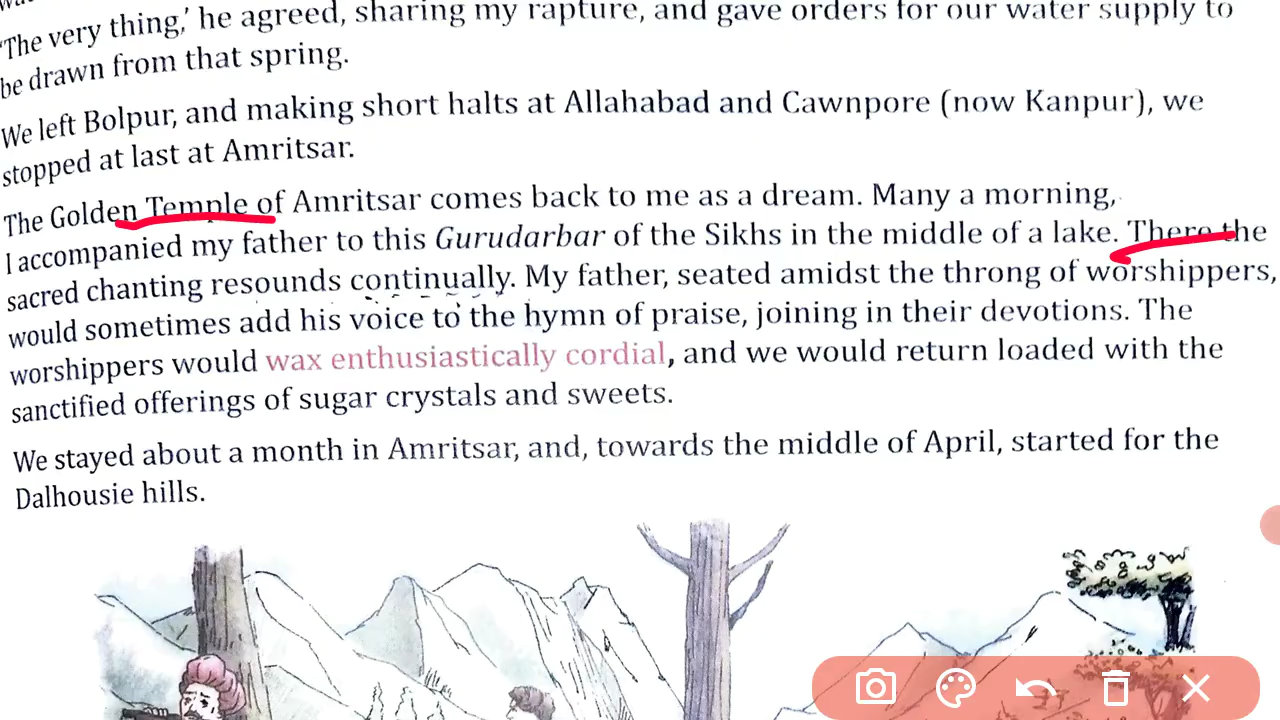 'The very thing,' he agreed, sharing my rapture, and gave orders for our water supply to
be drawn from that spring.
We left Bolpur, and making short halts at Allahabad and Cawnpore (now Kanpur), we
stopped at last at Amritsar.
The Golden Temple of Amritsar comes back to me as a dream. Many a morning,
I accompanied my father to this Gurudarbar of the Sikhs in the middle of a lake. There the
sacred chanting resounds continually. My father, seated amidst the throng of worshippers,
would sometimes add his voice to the hymn of praise, joining in their devotions. The
worshippers would wax enthusiastically cordial, and we would return loaded with the
sanctified offerings of sugar crystals and sweets.
We stayed about a month in Amritsar, and, towards the middle of April, started for the
Dalhousie hills.